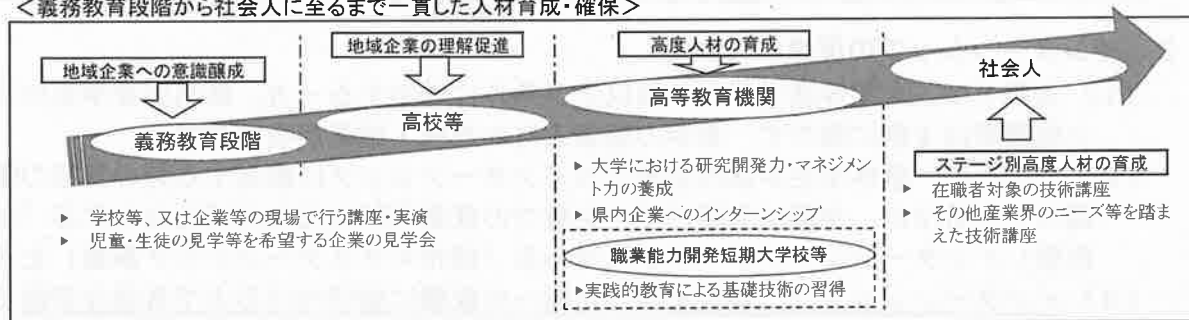 ＜義務教育段階から社会人に至るまで一貫した人材育成・確保＞
地域企業への意識醸成
地域企業の理解促進
高度人材の育成
義務教育段階
高校等
高等教育機関
社会人
ステージ別高度人材の育成
▶ 学校等、又は企業等の現場で行う講座・実演
▶ 児童・生徒の見学等を希望する企業の見学会
▶ 大学における研究開発力・マネジメン
ト力の養成
▶ 県内企業へのインターンシップ
職業能力開発短期大学校等
▶実践的教育による基礎技術の習得
▶ 在職者対象の技術講座
▶ その他産業界のニーズ等を踏ま
えた技術講座